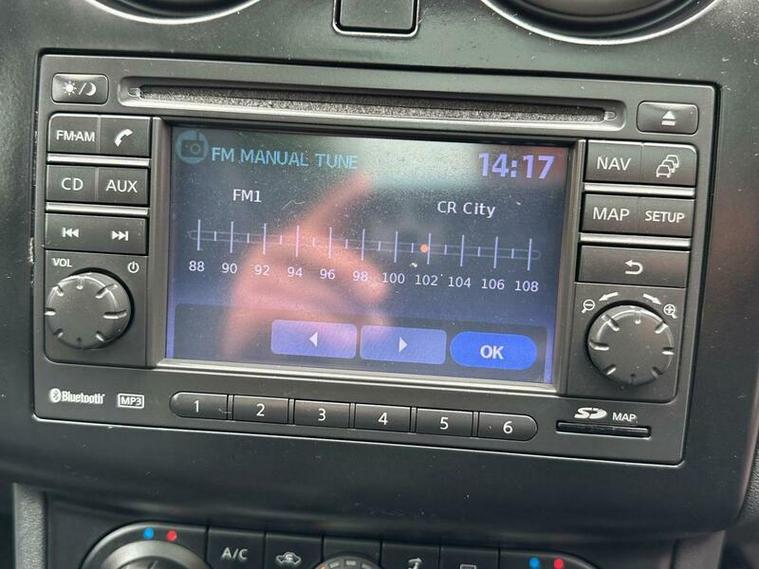 FM MANUAL TUNE 14:17
FM1 CR City
88 90 92 94 96 98 100 102 104 106 108
OK
FM·AM
CD AUX
VOL
NAV
MAP SETUP
Bluetooth MP3
1 2 3 4 5 6
SD MAP
A/C